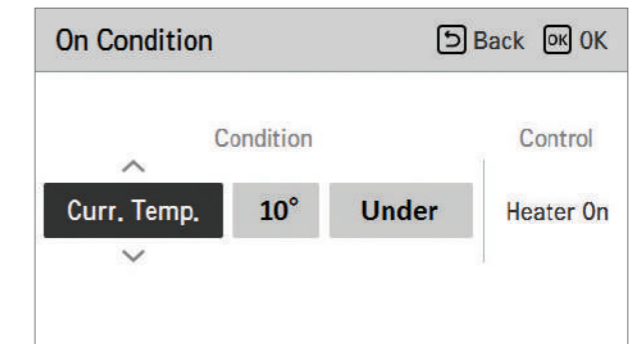 On Condition Back OK OK
Condition Control
Curr. Temp. 10° Under Heater On